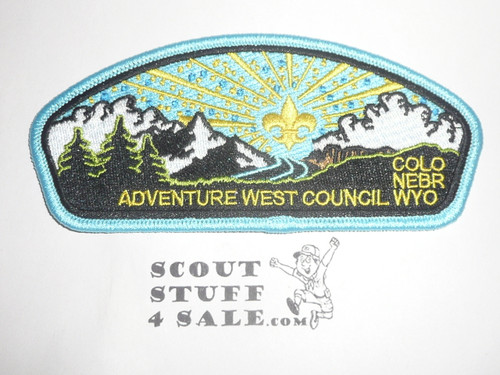 COLO
NEBR
ADVENTURE WEST COUNCIL WYO
SCOUT
STUFF
4 SALE.COM